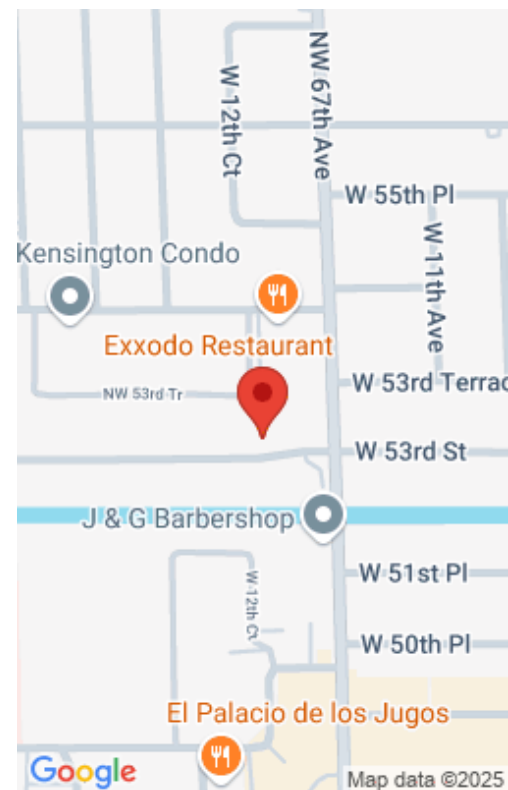 NW 67th Ave
W 12th Ct
W 55th Pl
W 11th Ave
Kensington Condo
Exxodo Restaurant
W 53rd Terrac
NW 53rd Tr
W 53rd St
J & G Barbershop
W 51st Pl
W 12th Ct
W 50th Pl
El Palacio de los Jugos
Google
Map data ©2025